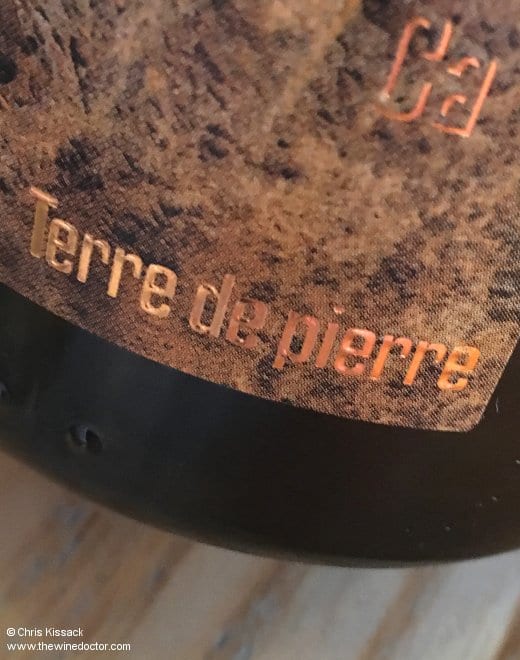 Terre de pierre
© Chris Kissack
www.thewinedoctor.com